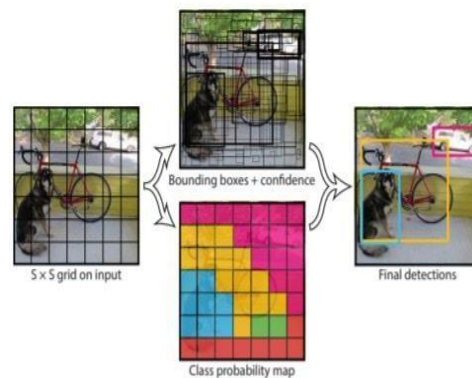 Bounding boxes + confidence
S × S grid on input
Final detections
Class probability map